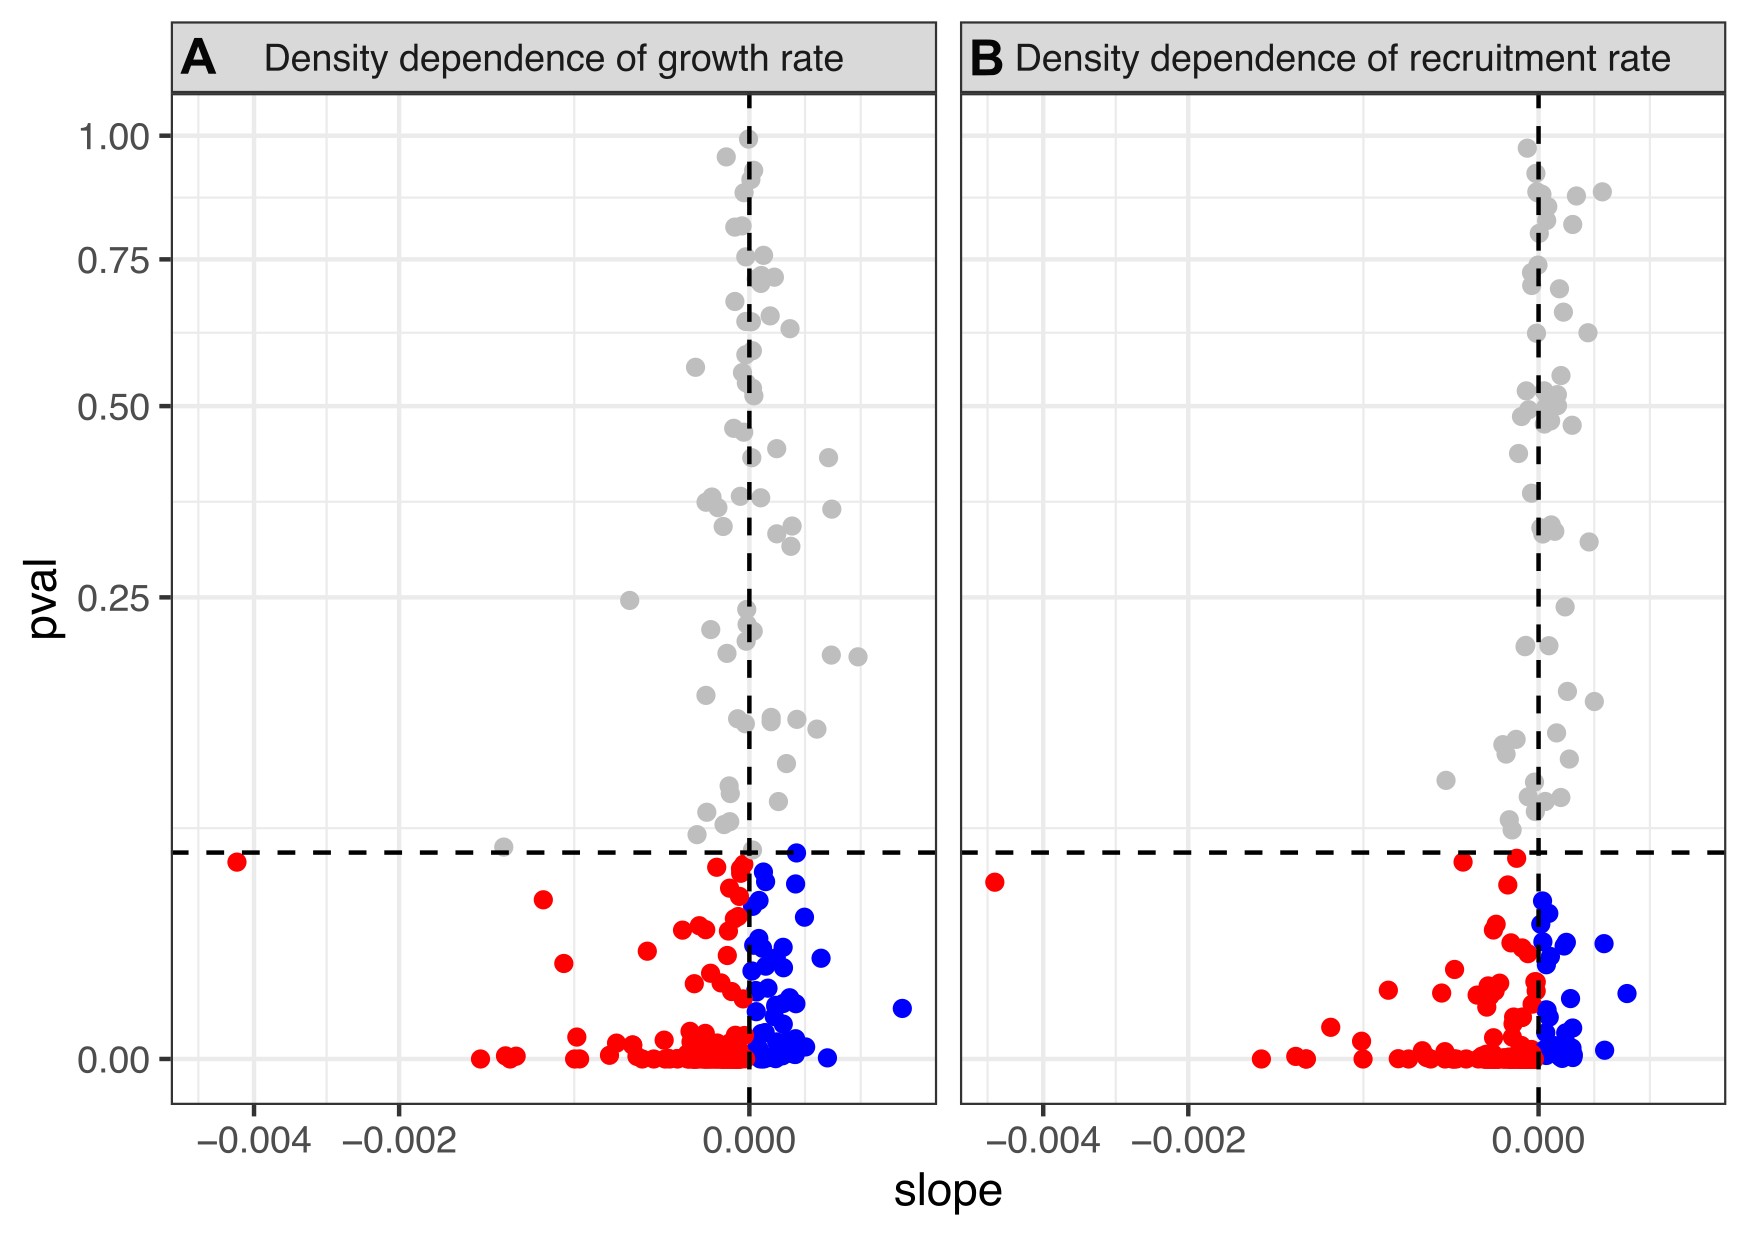 A Density dependence of growth rate
B Density dependence of recruitment rate
1.00
0.75
0.50
0.25
0.00
pval
−0.004 −0.002 0.000
−0.004 −0.002 0.000
slope